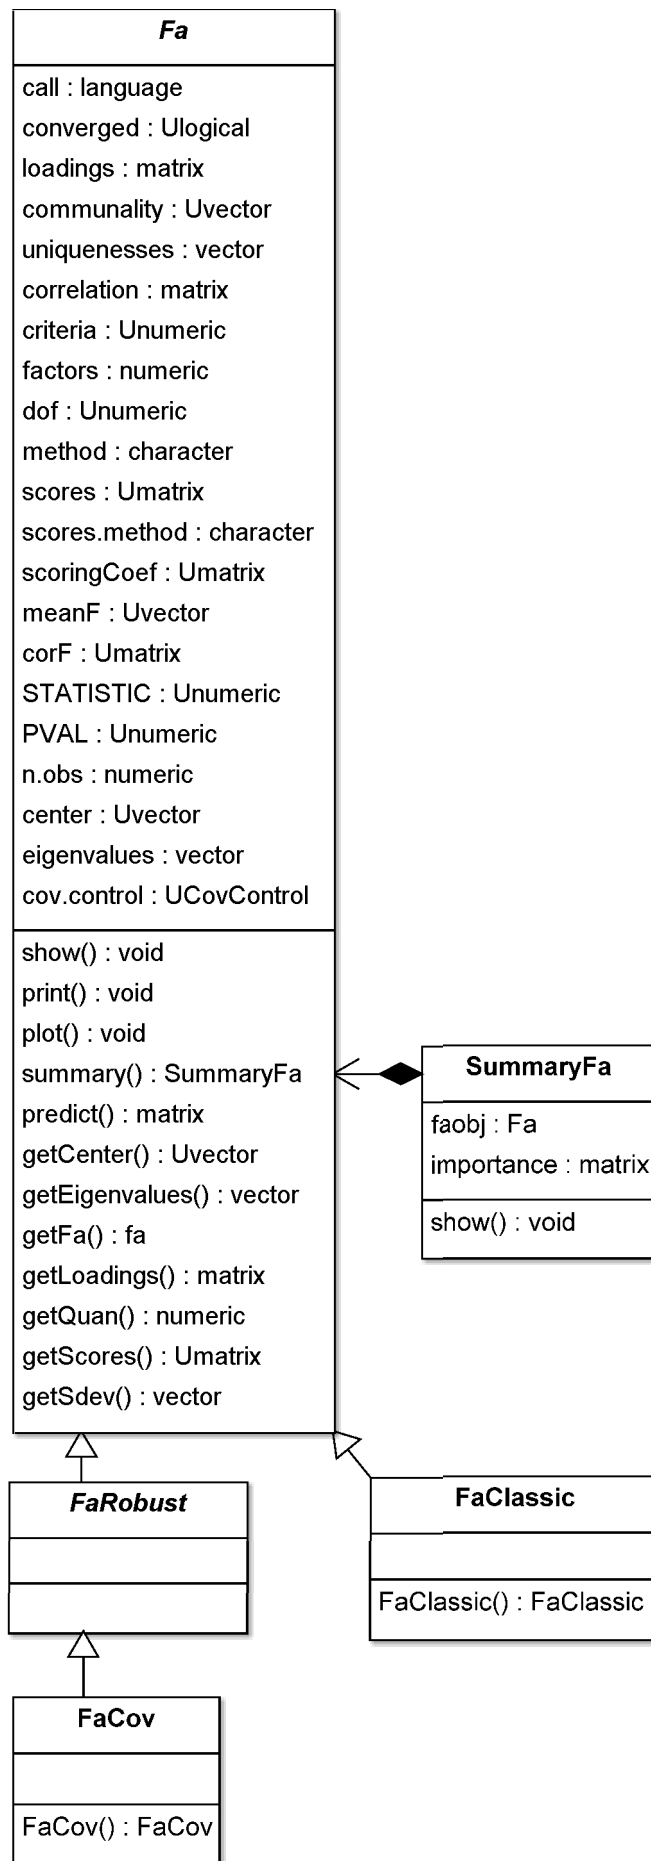 Fa
call : language
converged : Ulogical
loadings : matrix
communality : Uvector
uniquenesses : vector
correlation : matrix
criteria : Unumeric
factors : numeric
dof : Unumeric
method : character
scores : Umatrix
scores.method : character
scoringCoef : Umatrix
meanF : Uvector
corF : Umatrix
STATISTIC : Unumeric
PVAL : Unumeric
n.obs : numeric
center : Uvector
eigenvalues : vector
cov.control : UCovControl
show() : void
print() : void
plot() : void
summary() : SummaryFa
predict() : matrix
getCenter() : Uvector
getEigenvalues() : vector
getFa() : fa
getLoadings() : matrix
getQuan() : numeric
getScores() : Umatrix
getSdev() : vector
SummaryFa
faobj : Fa
importance : matrix
show() : void
FaRobust
FaClassic
FaClassic() : FaClassic
FaCov
FaCov() : FaCov